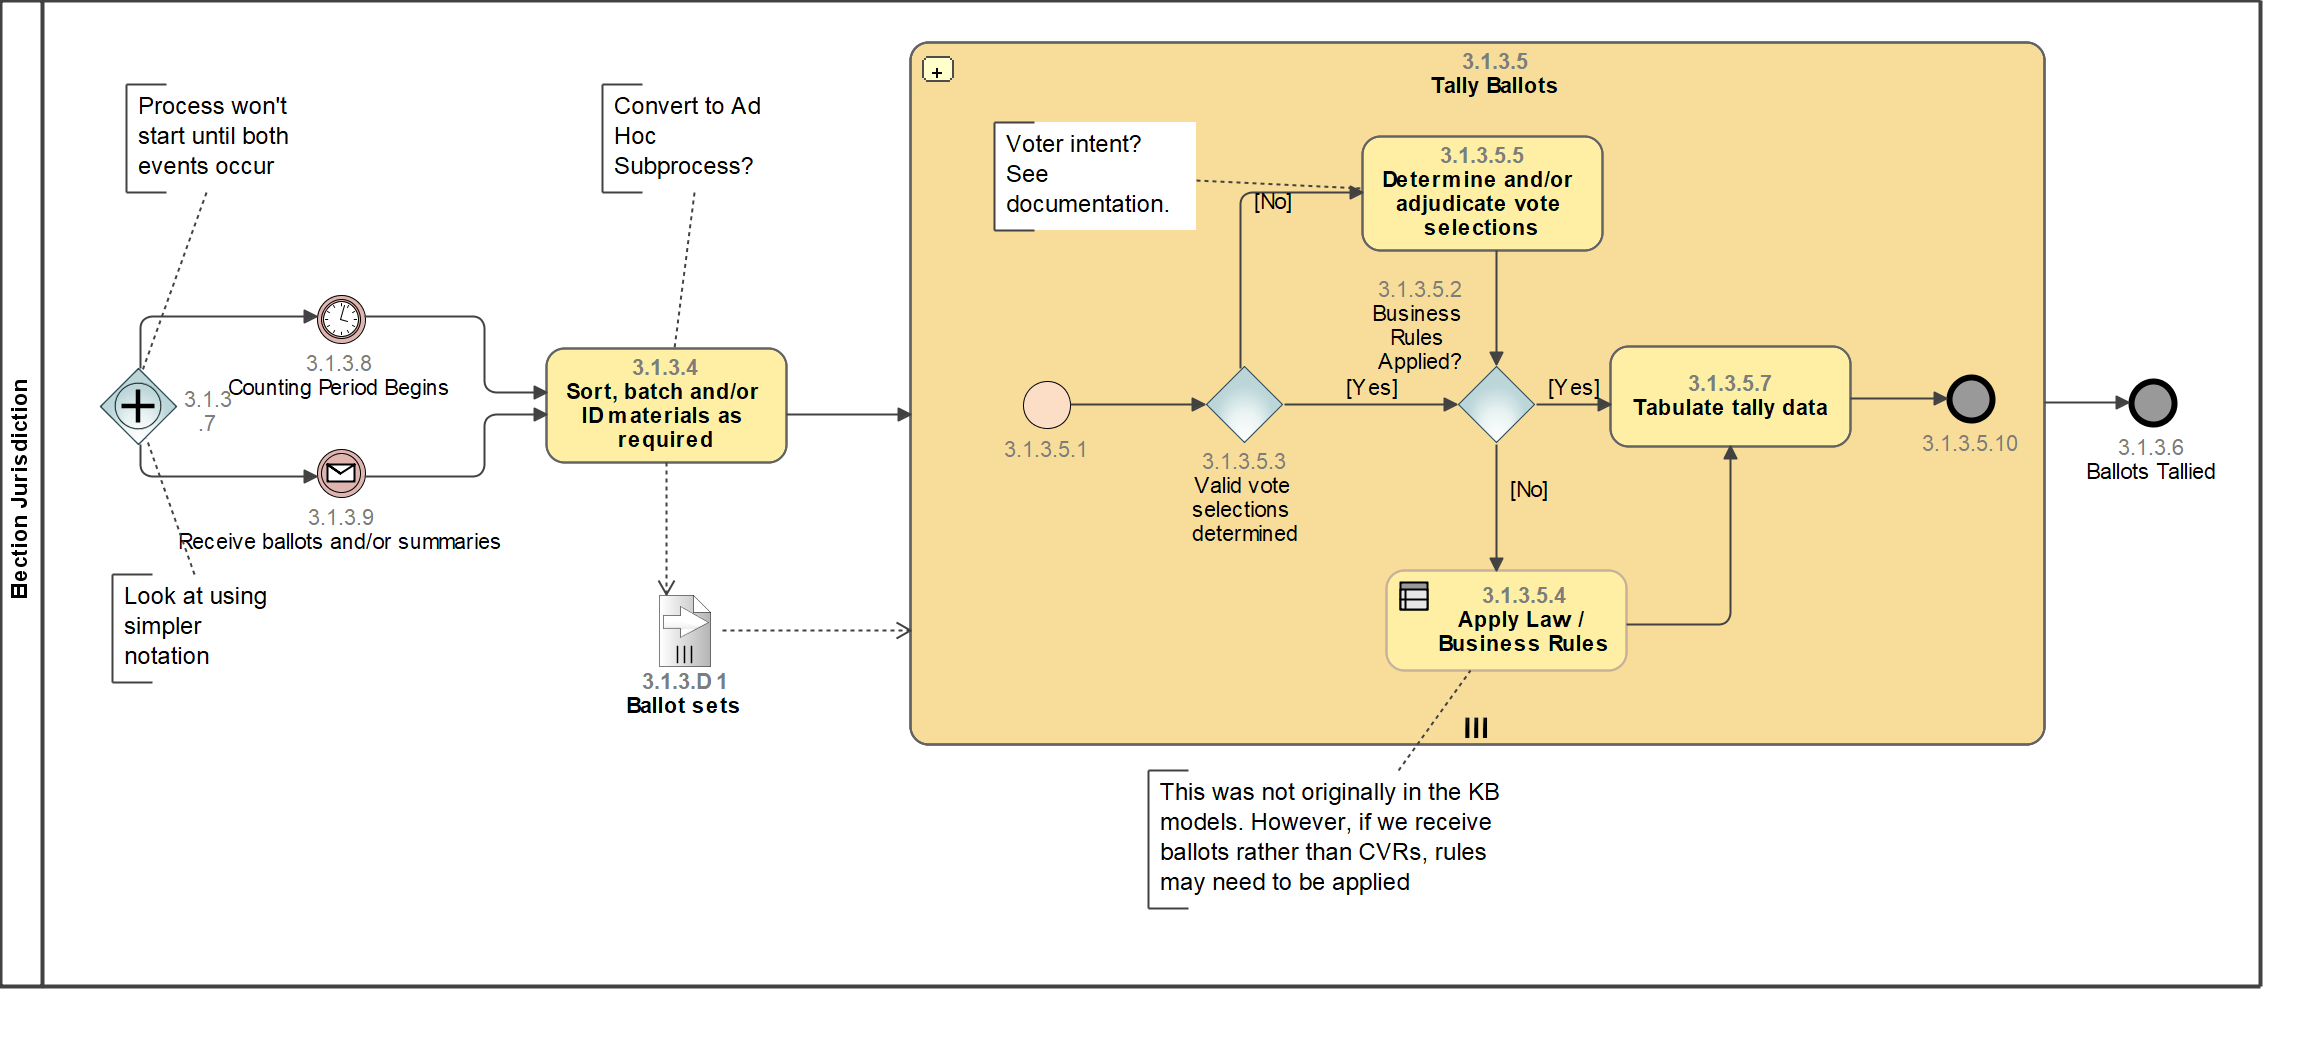 Election Jurisdiction
Process won't
start until both
events occur
Convert to Ad
Hoc
Subprocess?
3.1.3.8
Counting Period Begins
3.1.3
.7
3.1.3.9
Receive ballots and/or summaries
Look at using
simpler
notation
3.1.3.4
Sort, batch and/or
ID materials as
required
3.1.3.D1
Ballot sets
3.1.3.5
Tally Ballots
Voter intent?
See
documentation.
3.1.3.5.5
Determine and/or
adjudicate vote
selections
[No]
3.1.3.5.2
Business
Rules
Applied?
[Yes]
[Yes]
3.1.3.5.1
3.1.3.5.3
Valid vote
selections
determined
3.1.3.5.7
Tabulate tally data
3.1.3.5.10
[No]
3.1.3.5.4
Apply Law /
Business Rules
3.1.3.6
Ballots Tallied
This was not originally in the KB
models. However, if we receive
ballots rather than CVRs, rules
may need to be applied